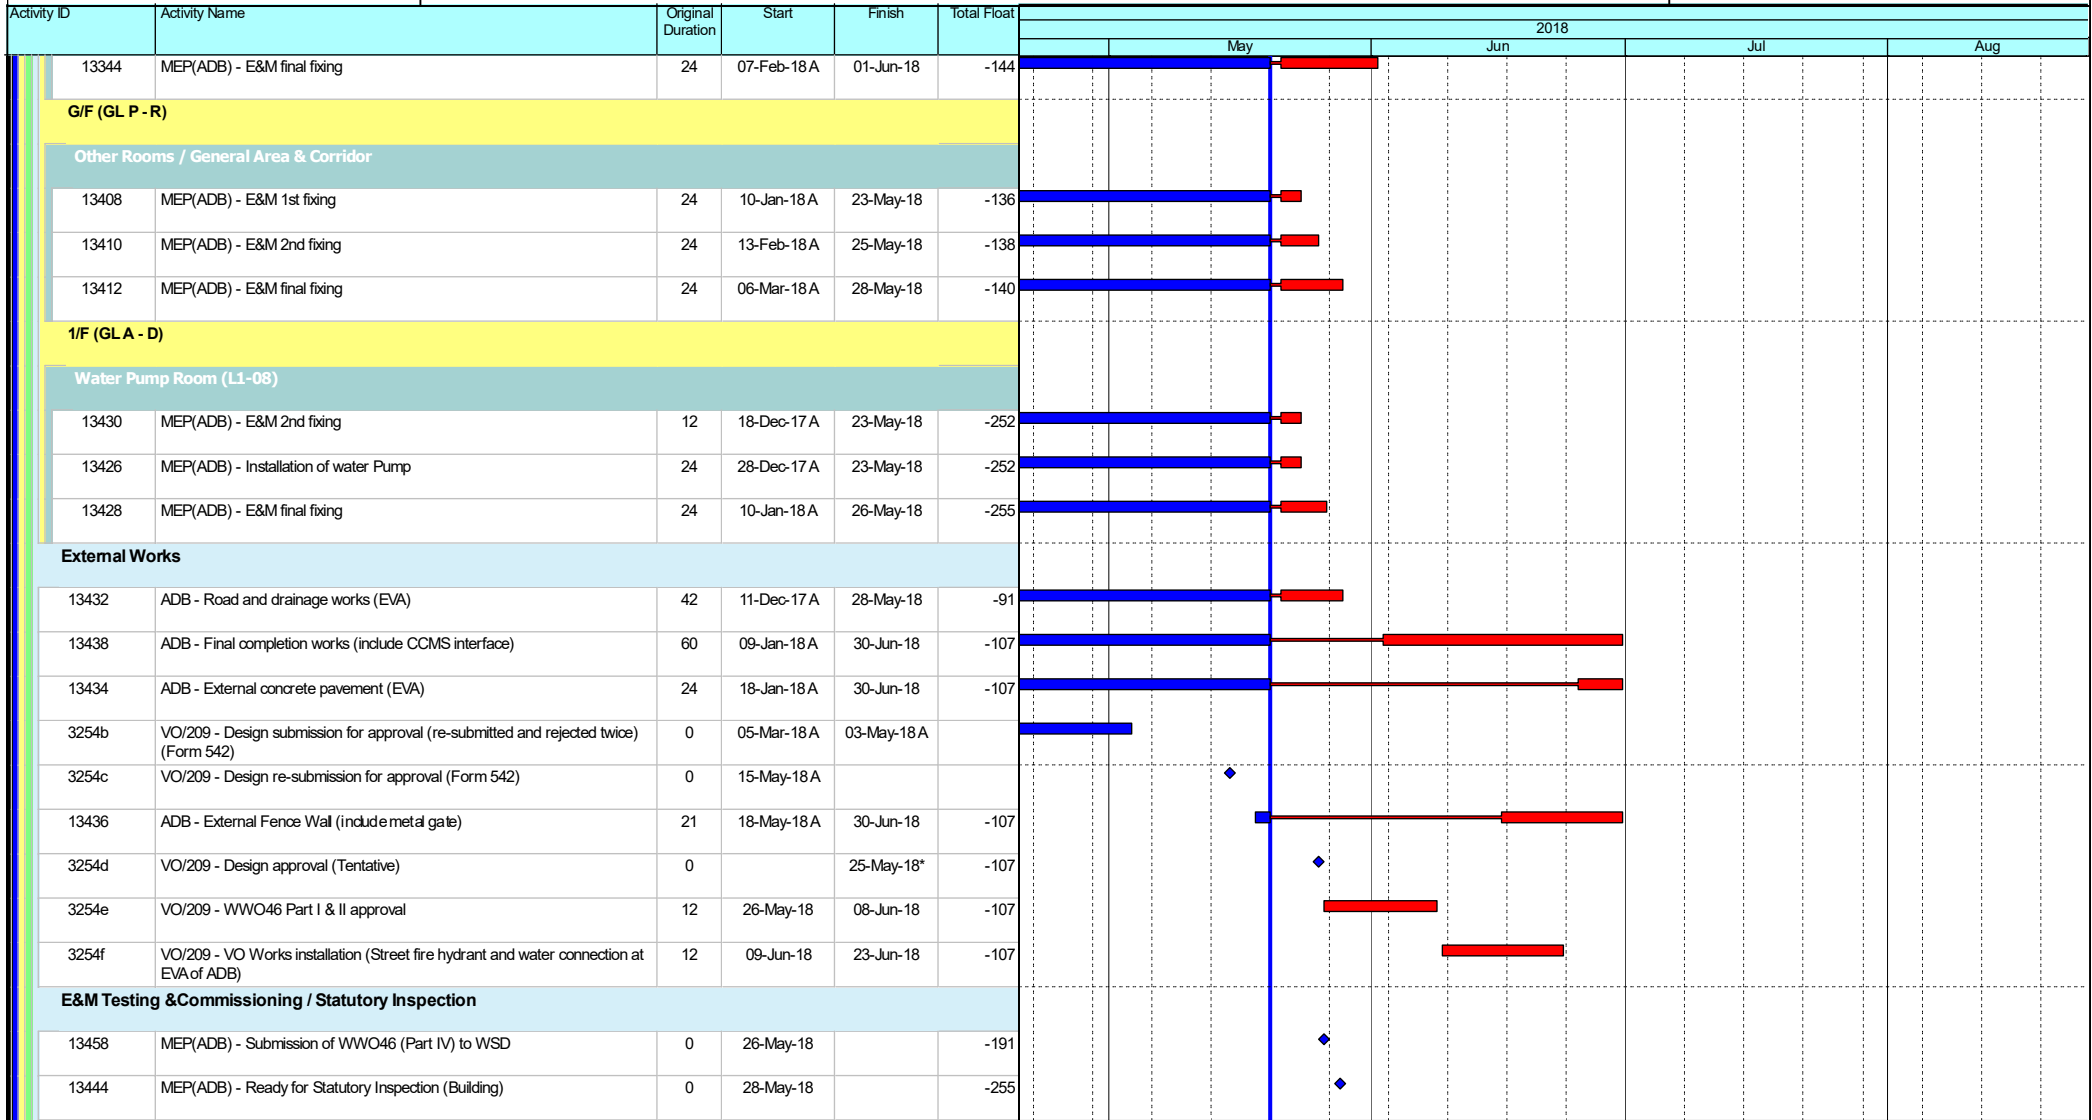 Activity ID Activity Name Original Duration Start Finish Total Float
2018
May Jun Jul Aug
13344 MEP(ADB) - E&M final fixing 24 07-Feb-18 A 01-Jun-18 -144
G/F (GL P - R)
Other Rooms / General Area & Corridor
13408 MEP(ADB) - E&M 1st fixing 24 10-Jan-18 A 23-May-18 -136
13410 MEP(ADB) - E&M 2nd fixing 24 13-Feb-18 A 25-May-18 -138
13412 MEP(ADB) - E&M final fixing 24 06-Mar-18 A 28-May-18 -140
1/F (GL A - D)
Water Pump Room (L1-08)
13430 MEP(ADB) - E&M 2nd fixing 12 18-Dec-17 A 23-May-18 -252
13426 MEP(ADB) - Installation of water Pump 24 28-Dec-17 A 23-May-18 -252
13428 MEP(ADB) - E&M final fixing 24 10-Jan-18 A 26-May-18 -255
External Works
13432 ADB - Road and drainage works (EVA) 42 11-Dec-17 A 28-May-18 -91
13438 ADB - Final completion works (include CCMS interface) 60 09-Jan-18 A 30-Jun-18 -107
13434 ADB - External concrete pavement (EVA) 24 18-Jan-18 A 30-Jun-18 -107
3254b VO/209 - Design submission for approval (re-submitted and rejected twice) 0 05-Mar-18 A 03-May-18 A
(Form 542)
3254c VO/209 - Design re-submission for approval (Form 542) 0 15-May-18 A
13436 ADB - External Fence Wall (include metal gate) 21 18-May-18 A 30-Jun-18 -107
3254d VO/209 - Design approval (Tentative) 0 25-May-18* -107
3254e VO/209 - WWO46 Part I & II approval 12 26-May-18 08-Jun-18 -107
3254f VO/209 - VO Works installation (Street fire hydrant and water connection at 12 09-Jun-18 23-Jun-18 -107
EVA of ADB)
E&M Testing &Commissioning / Statutory Inspection
13458 MEP(ADB) - Submission of WWO46 (Part IV) to WSD 0 26-May-18 -191
13444 MEP(ADB) - Ready for Statutory Inspection (Building) 0 28-May-18 -255